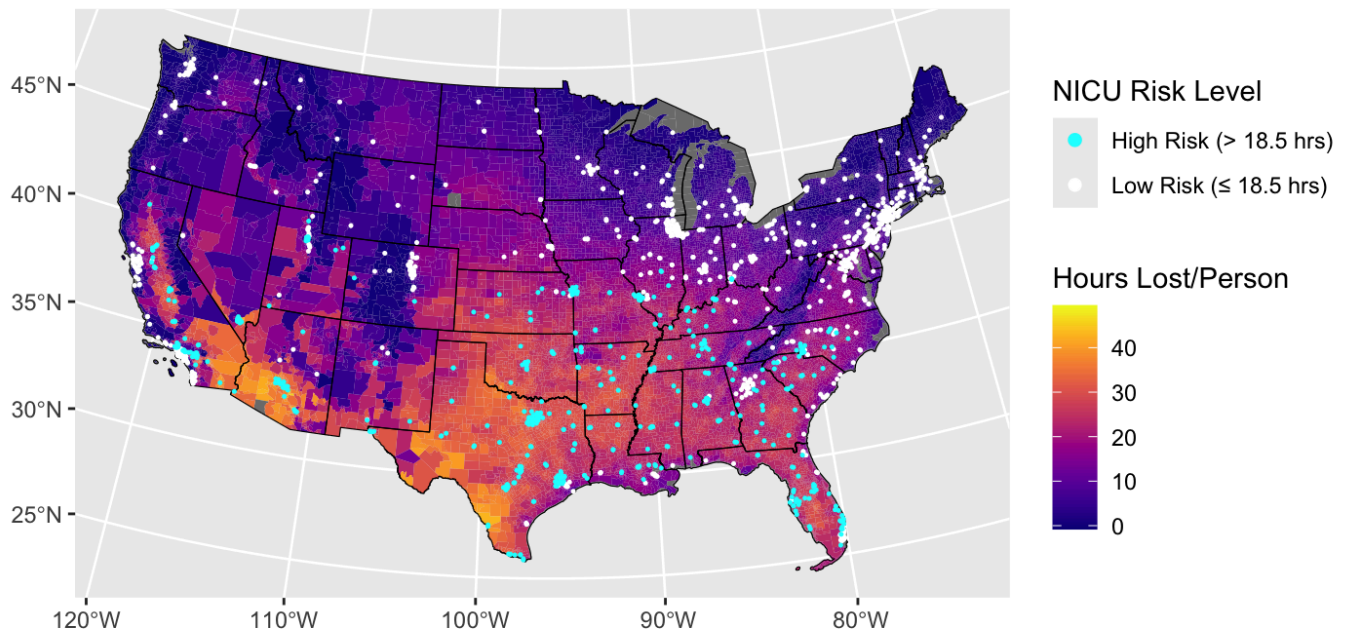 45°N
40°N
35°N
30°N
25°N
120°W
110°W
100°W
90°W
80°W
NICU Risk Level
High Risk (> 18.5 hrs)
Low Risk (≤ 18.5 hrs)
Hours Lost/Person
40
30
20
10
0